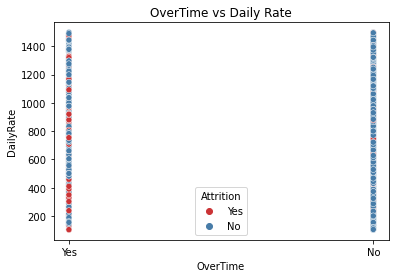 OverTime vs Daily Rate
1400
1200
1000
800
600
400
200
DailyRate
Attrition
Yes
No
Yes No
OverTime